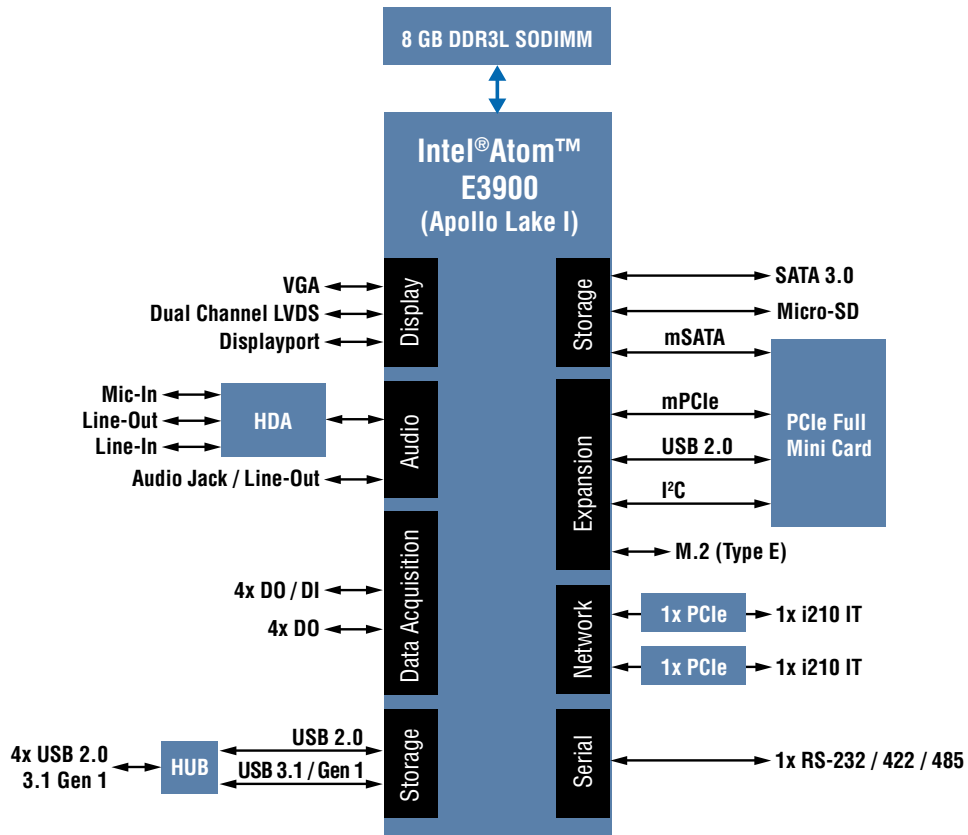 8 GB DDR3L SODIMM
Intel®Atom™
E3900
(Apollo Lake I)
Display
VGA
Dual Channel LVDS
Displayport
Audio
Mic-In
Line-Out
Line-In
HDA
Audio Jack / Line-Out
Data Acquisition
4x DO / DI
4x DO
Storage
USB 2.0
USB 3.1 / Gen 1
HUB
4x USB 2.0
3.1 Gen 1
Storage
SATA 3.0
Micro-SD
mSATA
Expansion
mPCIe
USB 2.0
I²C
PCIe Full
Mini Card
M.2 (Type E)
Network
1x PCIe
1x i210 IT
1x PCIe
1x i210 IT
Serial
1x RS-232 / 422 / 485